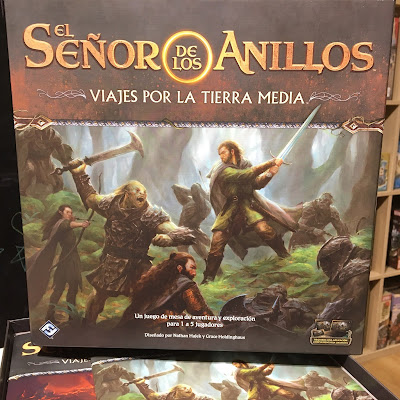 EL
SEÑOR DE LOS ANILLOS
VIAJES POR LA TIERRA MEDIA
Un juego de mesa de aventura y exploración
para 1 a 5 jugadores
Diseñado por Nathan Hajek y Grace Holdinghaus
S
VIAJE